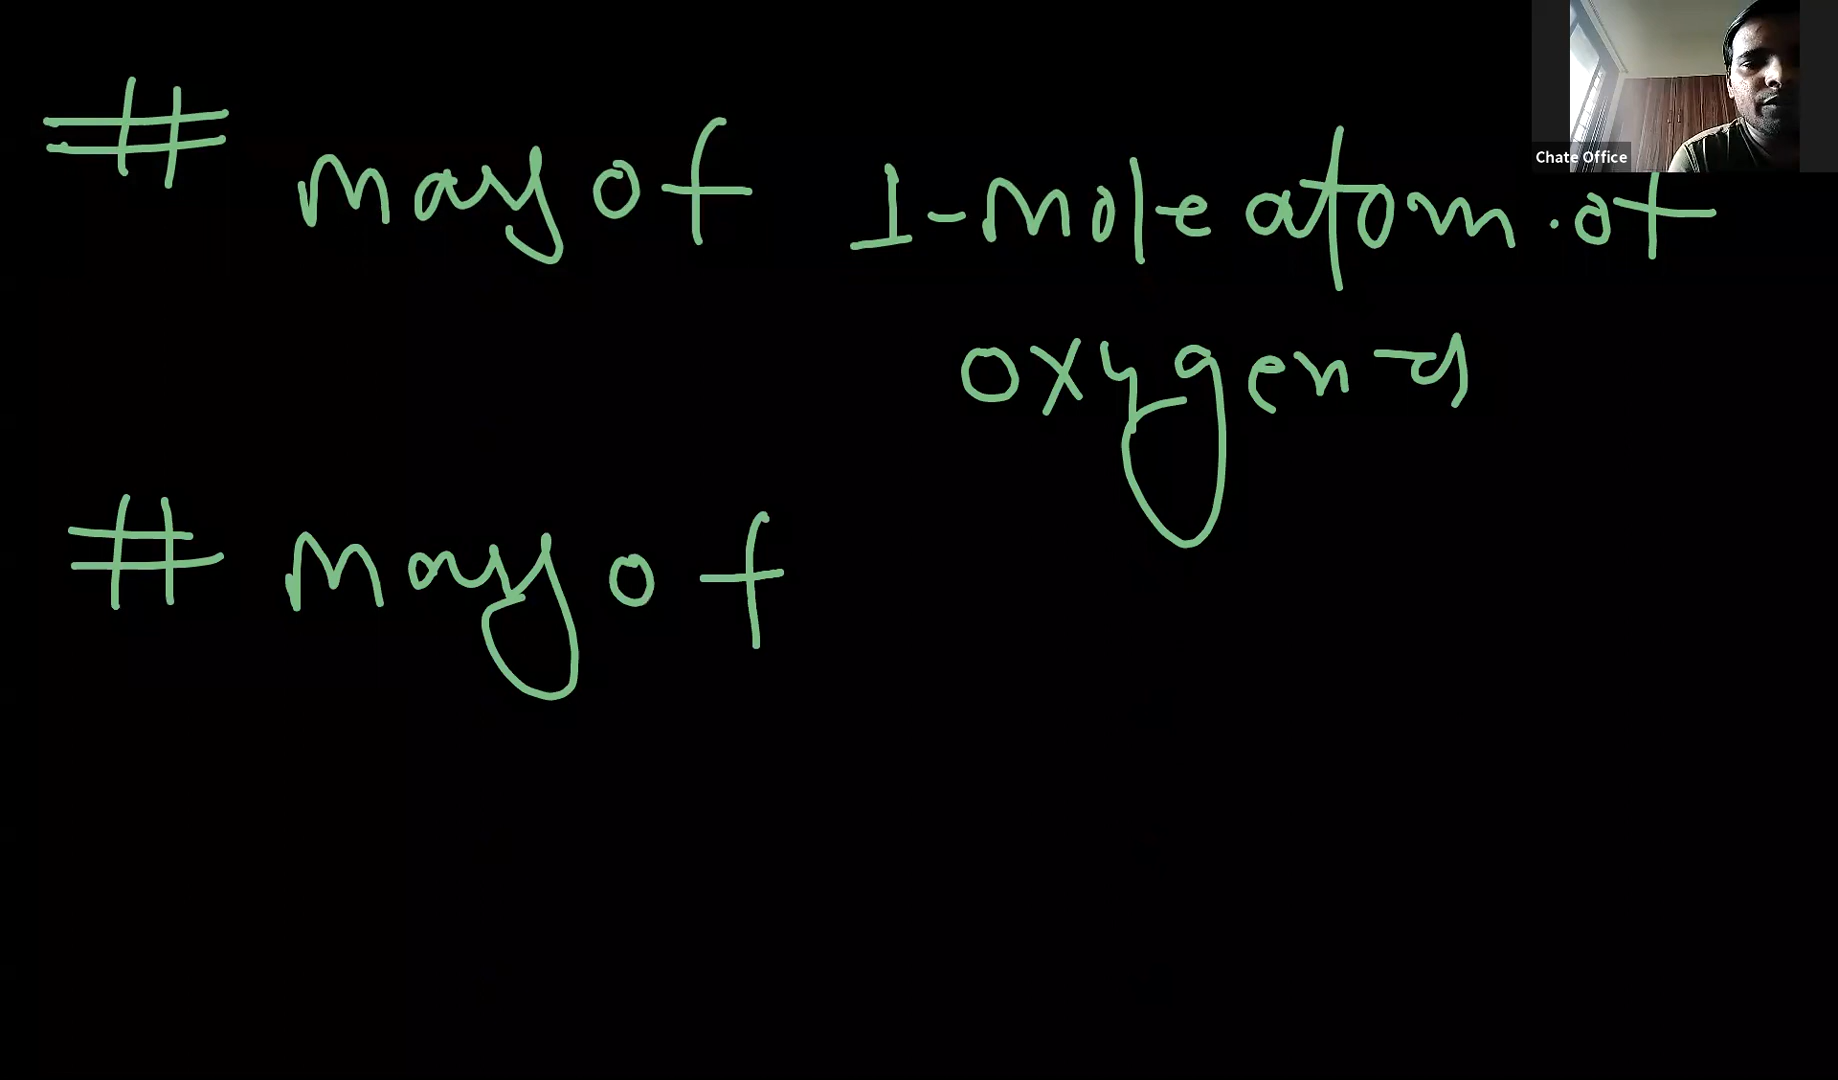 # mass of 1-mole atom.of
Chate Office
oxygen -
# mass of